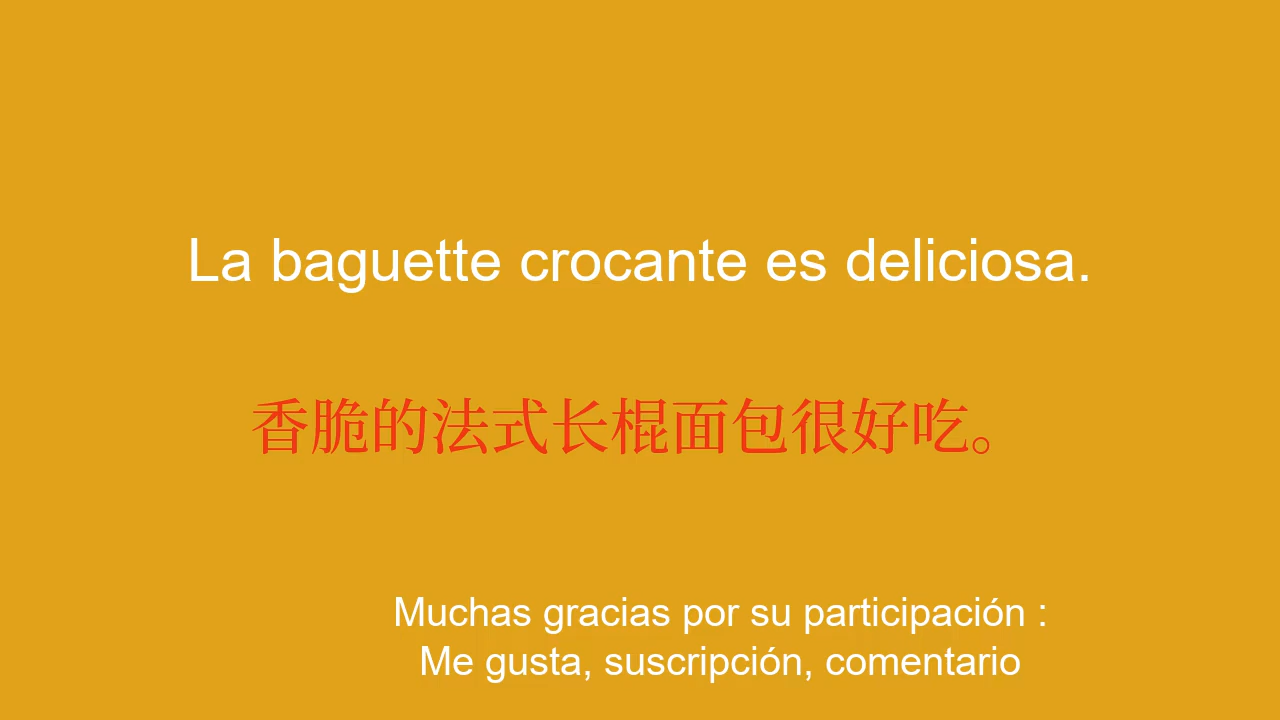 La baguette crocante es deliciosa.
香脆的法式长棍面包很好吃。
Muchas gracias por su participación :
Me gusta, suscripción, comentario